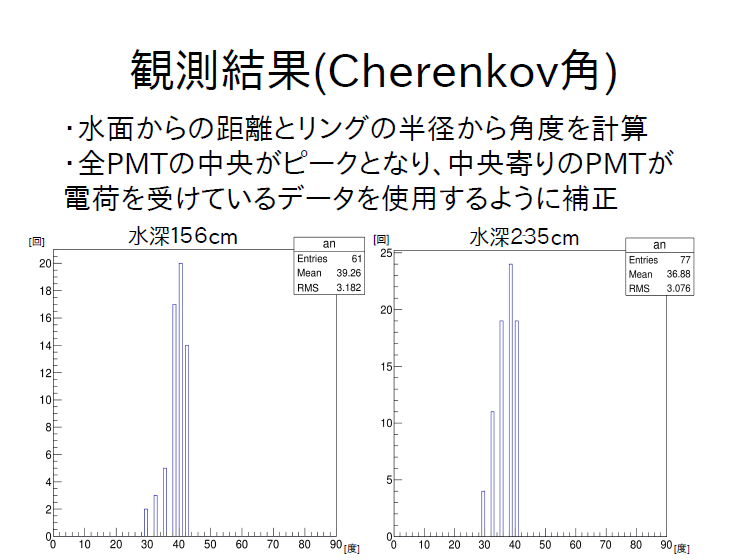 観測結果(Cherenkov角)
・水面からの距離とリングの半径から角度を計算
・全PMTの中央がピークとなり、中央寄りのPMTが
電荷を受けているデータを使用するように補正
水深156cm
[回]
an
Entries 61
Mean 39.26
RMS 3.182
20
18
16
14
12
10
8
6
4
2
0
0 10 20 30 40 50 60 70 80 90 [度]
水深235cm
[回]
an
Entries 77
Mean 36.88
RMS 3.076
25
20
15
10
5
0
0 10 20 30 40 50 60 70 80 90 [度]